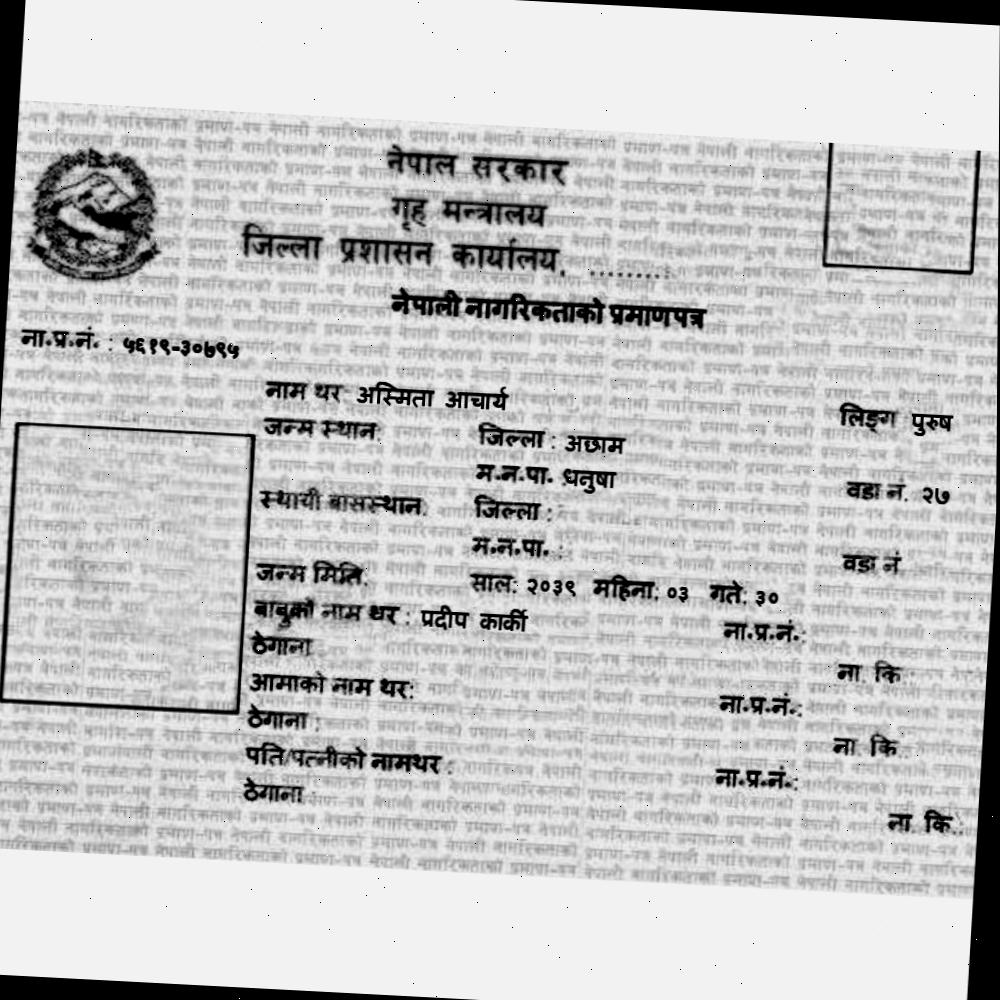 नेपाल सरकार
गृह मन्त्रालय
जिल्ला प्रशासन कार्यालय, .........
नेपाली नागरिकताको प्रमाणपत्र
ना॰प्र॰नं॰ : ५६१९-३०७९५
नाम थर: अस्मिता आचार्य लिङ्ग पुरुष
जन्म स्थान: जिल्ला : अछाम
म॰न॰पा॰ धनुषा वडा नं. २७
स्थायी बासस्थान: जिल्ला :
म॰न॰पा॰ : वडा नं
जन्म मिति: साल: २०३९ महिना: ०३ गते: ३०
बाबुको नाम थर : प्रदीप कार्की ना॰प्र॰नं॰:
ठेगाना : ना. कि.:
आमाको नाम थर: ना॰प्र॰नं॰:
ठेगाना : ना. कि.
पति/पत्नीको नामथर : ना॰प्र॰नं॰:
ठेगाना : ना. कि.: